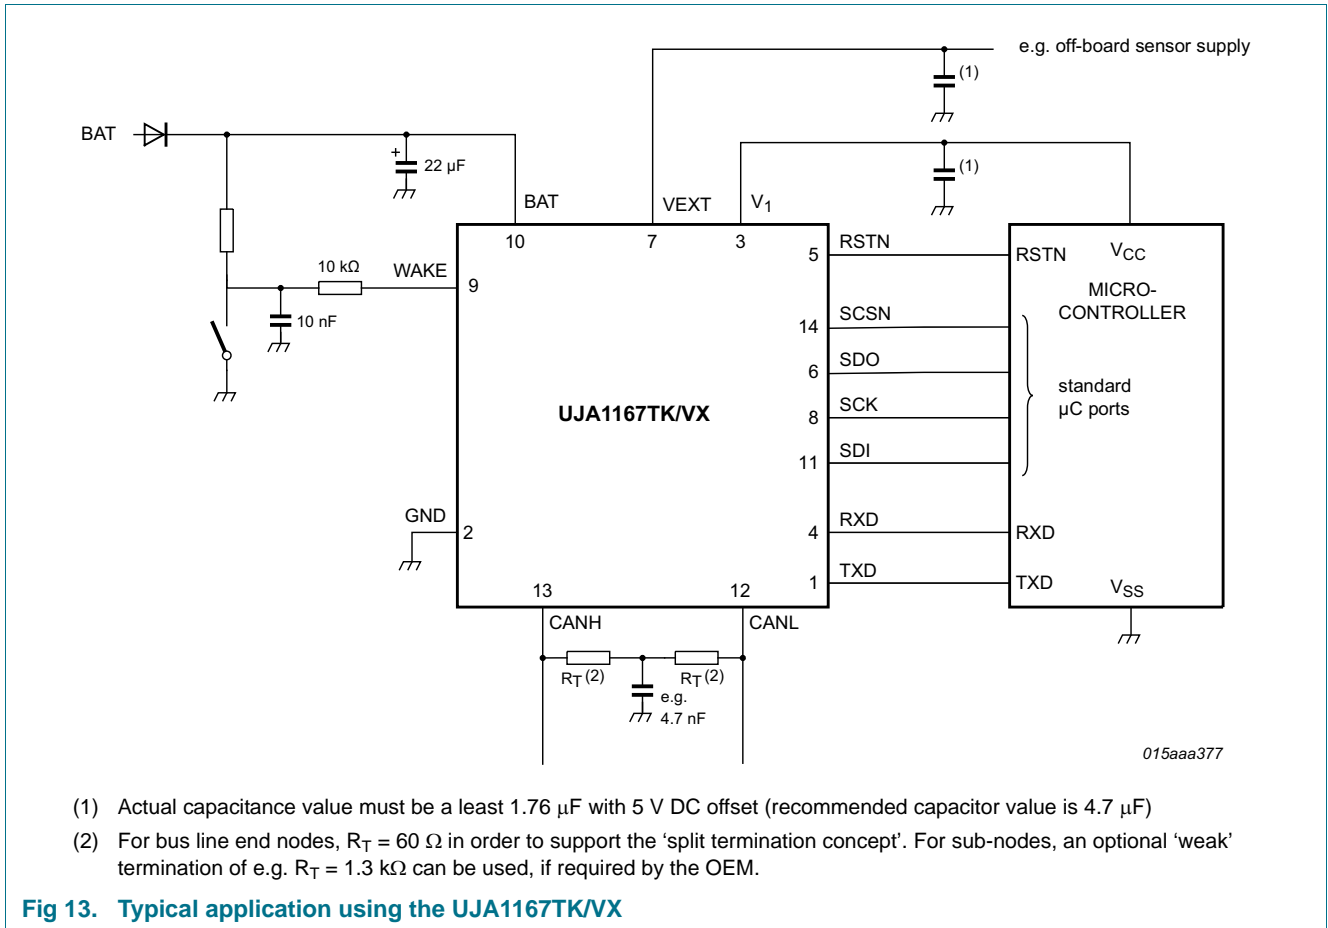 e.g. off-board sensor supply
(1)
BAT
+
22 µF
(1)
BAT
VEXT
V1
10
7
3
5
RSTN
RSTN
VCC
10 kΩ
WAKE
9
MICRO-
CONTROLLER
10 nF
14
SCSN
6
SDO
standard
µC ports
8
SCK
UJA1167TK/VX
11
SDI
GND
2
4
RXD
RXD
1
TXD
TXD
13
12
VSS
CANH
CANL
RT(2)
RT(2)
e.g.
4.7 nF
015aaa377
(1) Actual capacitance value must be a least 1.76 μF with 5 V DC offset (recommended capacitor value is 4.7 μF)
(2) For bus line end nodes, RT = 60 Ω in order to support the ‘split termination concept’. For sub-nodes, an optional ‘weak’
termination of e.g. RT = 1.3 kΩ can be used, if required by the OEM.
Fig 13. Typical application using the UJA1167TK/VX